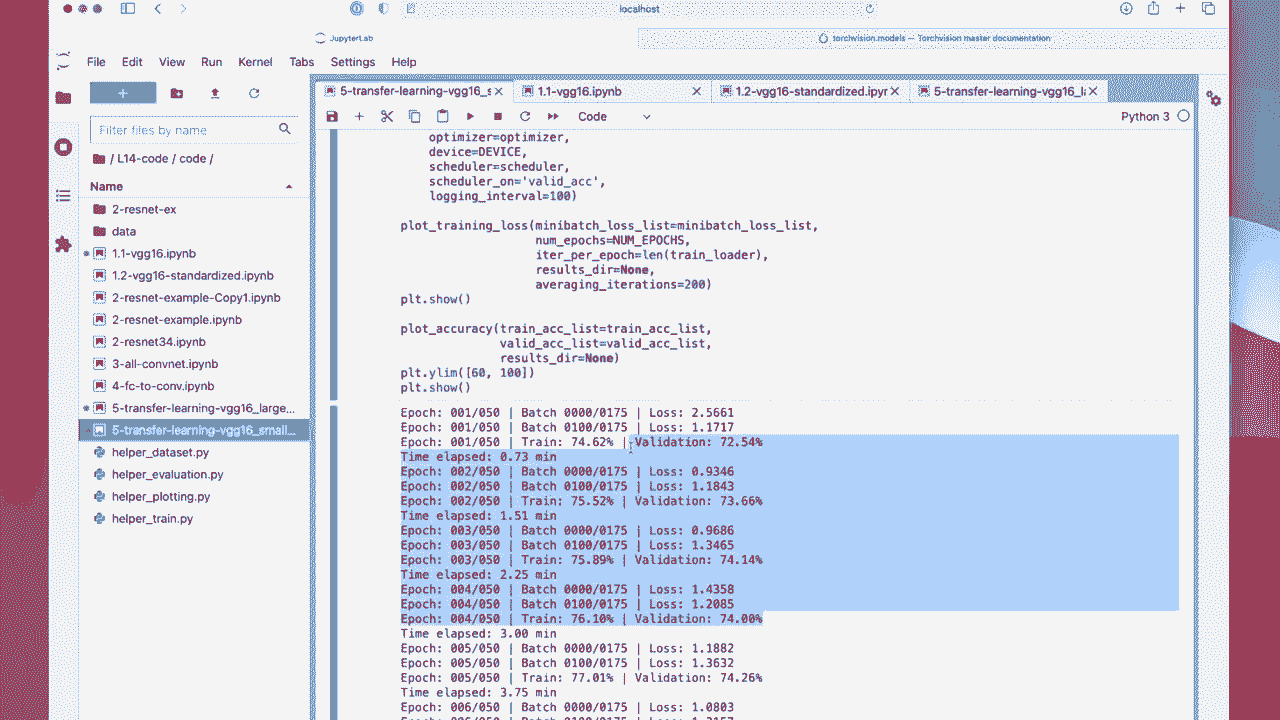 localhost
JupyterLab
torchvision.models — Torchvision master documentation
File Edit View Run Kernel Tabs Settings Help
5-transfer-learning-vgg16_s
1.1-vgg16.ipynb
1.2-vgg16-standardized.ipyr
5-transfer-learning-vgg16_l
Code
Python 3
Filter files by name
/ L14-code / code /
Name
2-resnet-ex
data
1.1-vgg16.ipynb
1.2-vgg16-standardized.ipynb
2-resnet-example-Copy1.ipynb
2-resnet-example.ipynb
2-resnet34.ipynb
3-all-convnet.ipynb
4-fc-to-conv.ipynb
5-transfer-learning-vgg16_large...
5-transfer-learning-vgg16_small...
helper_dataset.py
helper_evaluation.py
helper_plotting.py
helper_train.py
optimizer=optimizer,
device=DEVICE,
scheduler=scheduler,
scheduler_on='valid_acc',
logging_interval=100)
plot_training_loss(minibatch_loss_list=minibatch_loss_list,
num_epochs=NUM_EPOCHS,
iter_per_epoch=len(train_loader),
results_dir=None,
averaging_iterations=200)
plt.show()
plot_accuracy(train_acc_list=train_acc_list,
valid_acc_list=valid_acc_list,
results_dir=None)
plt.ylim([60, 100])
plt.show()
Epoch: 001/050 | Batch 0000/0175 | Loss: 2.5661
Epoch: 001/050 | Batch 0100/0175 | Loss: 1.1717
Epoch: 001/050 | Train: 74.62% | Validation: 72.54%
Time elapsed: 0.73 min
Epoch: 002/050 | Batch 0000/0175 | Loss: 0.9346
Epoch: 002/050 | Batch 0100/0175 | Loss: 1.1843
Epoch: 002/050 | Train: 75.52% | Validation: 73.66%
Time elapsed: 1.51 min
Epoch: 003/050 | Batch 0000/0175 | Loss: 0.9686
Epoch: 003/050 | Batch 0100/0175 | Loss: 1.3465
Epoch: 003/050 | Train: 75.89% | Validation: 74.14%
Time elapsed: 2.25 min
Epoch: 004/050 | Batch 0000/0175 | Loss: 1.4358
Epoch: 004/050 | Batch 0100/0175 | Loss: 1.2085
Epoch: 004/050 | Train: 76.10% | Validation: 74.00%
Time elapsed: 3.00 min
Epoch: 005/050 | Batch 0000/0175 | Loss: 1.1882
Epoch: 005/050 | Batch 0100/0175 | Loss: 1.3632
Epoch: 005/050 | Train: 77.01% | Validation: 74.26%
Time elapsed: 3.75 min
Epoch: 006/050 | Batch 0000/0175 | Loss: 1.0803